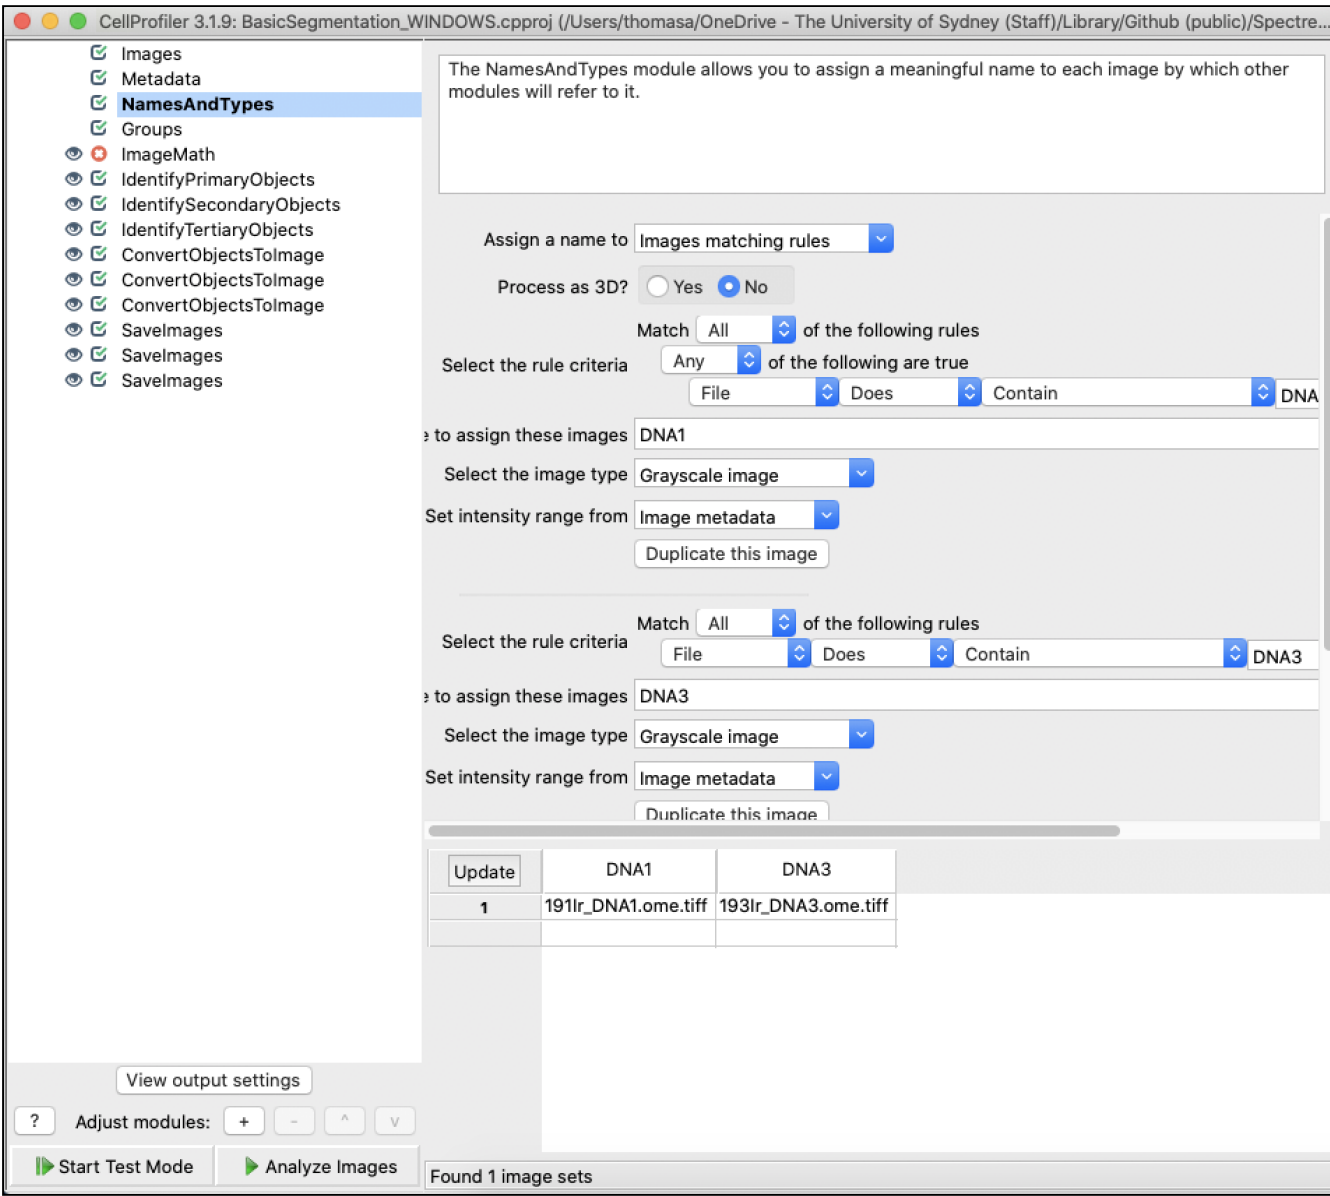 CellProfiler 3.1.9: BasicSegmentation_WINDOWS.cpproj (/Users/thomasa/OneDrive - The University of Sydney (Staff)/Library/Github (public)/Spectre...
Images
Metadata
NamesAndTypes
Groups
ImageMath
IdentifyPrimaryObjects
IdentifySecondaryObjects
IdentifyTertiaryObjects
ConvertObjectsToImage
ConvertObjectsToImage
ConvertObjectsToImage
SaveImages
SaveImages
SaveImages
View output settings
? Adjust modules: + - ^ v
Start Test Mode Analyze Images
The NamesAndTypes module allows you to assign a meaningful name to each image by which other
modules will refer to it.
Assign a name to Images matching rules
Process as 3D? Yes No
Match All of the following rules
Select the rule criteria Any of the following are true
File Does Contain DNA
e to assign these images DNA1
Select the image type Grayscale image
Set intensity range from Image metadata
Duplicate this image
Match All of the following rules
Select the rule criteria File Does Contain DNA3
e to assign these images DNA3
Select the image type Grayscale image
Set intensity range from Image metadata
Duplicate this image
Update DNA1 DNA3
1 191Ir_DNA1.ome.tiff 193Ir_DNA3.ome.tiff
Found 1 image sets